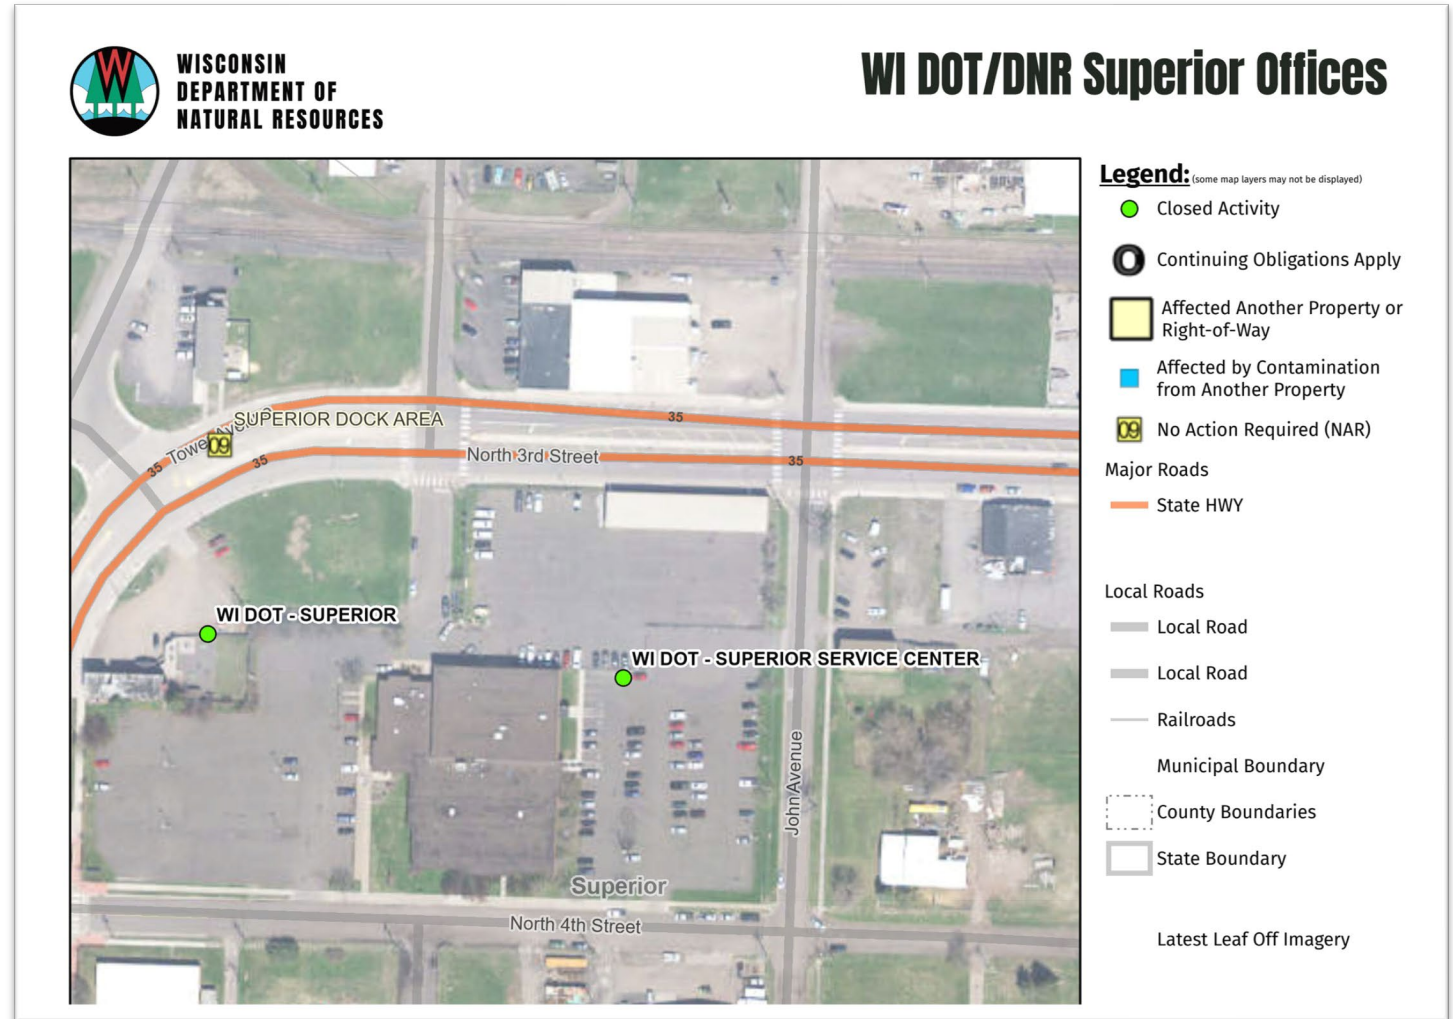 W
WISCONSIN
DEPARTMENT OF
NATURAL RESOURCES
WI DOT/DNR Superior Offices
Legend: (some map layers may not be displayed)
Closed Activity
O Continuing Obligations Apply
Affected Another Property or
Right-of-Way
Affected by Contamination
from Another Property
09 No Action Required (NAR)
Major Roads
State HWY
Local Roads
Local Road
Local Road
Railroads
Municipal Boundary
County Boundaries
State Boundary
Latest Leaf Off Imagery
SUPERIOR DOCK AREA
35
Tower Ave
09
35
35
North 3rd Street
35
WI DOT - SUPERIOR
WI DOT - SUPERIOR SERVICE CENTER
John Avenue
Superior
North 4th Street